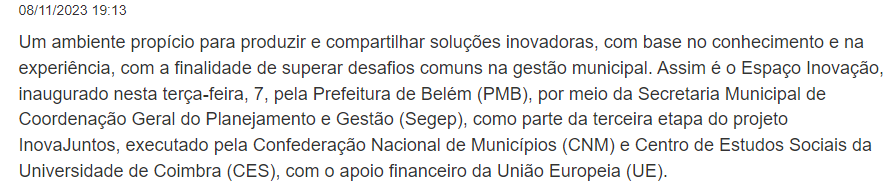 08/11/2023 19:13
Um ambiente propício para produzir e compartilhar soluções inovadoras, com base no conhecimento e na
experiência, com a finalidade de superar desafios comuns na gestão municipal. Assim é o Espaço Inovação,
inaugurado nesta terça-feira, 7, pela Prefeitura de Belém (PMB), por meio da Secretaria Municipal de
Coordenação Geral do Planejamento e Gestão (Segep), como parte da terceira etapa do projeto
InovaJuntos, executado pela Confederação Nacional de Municípios (CNM) e Centro de Estudos Sociais da
Universidade de Coimbra (CES), com o apoio financeiro da União Europeia (UE).